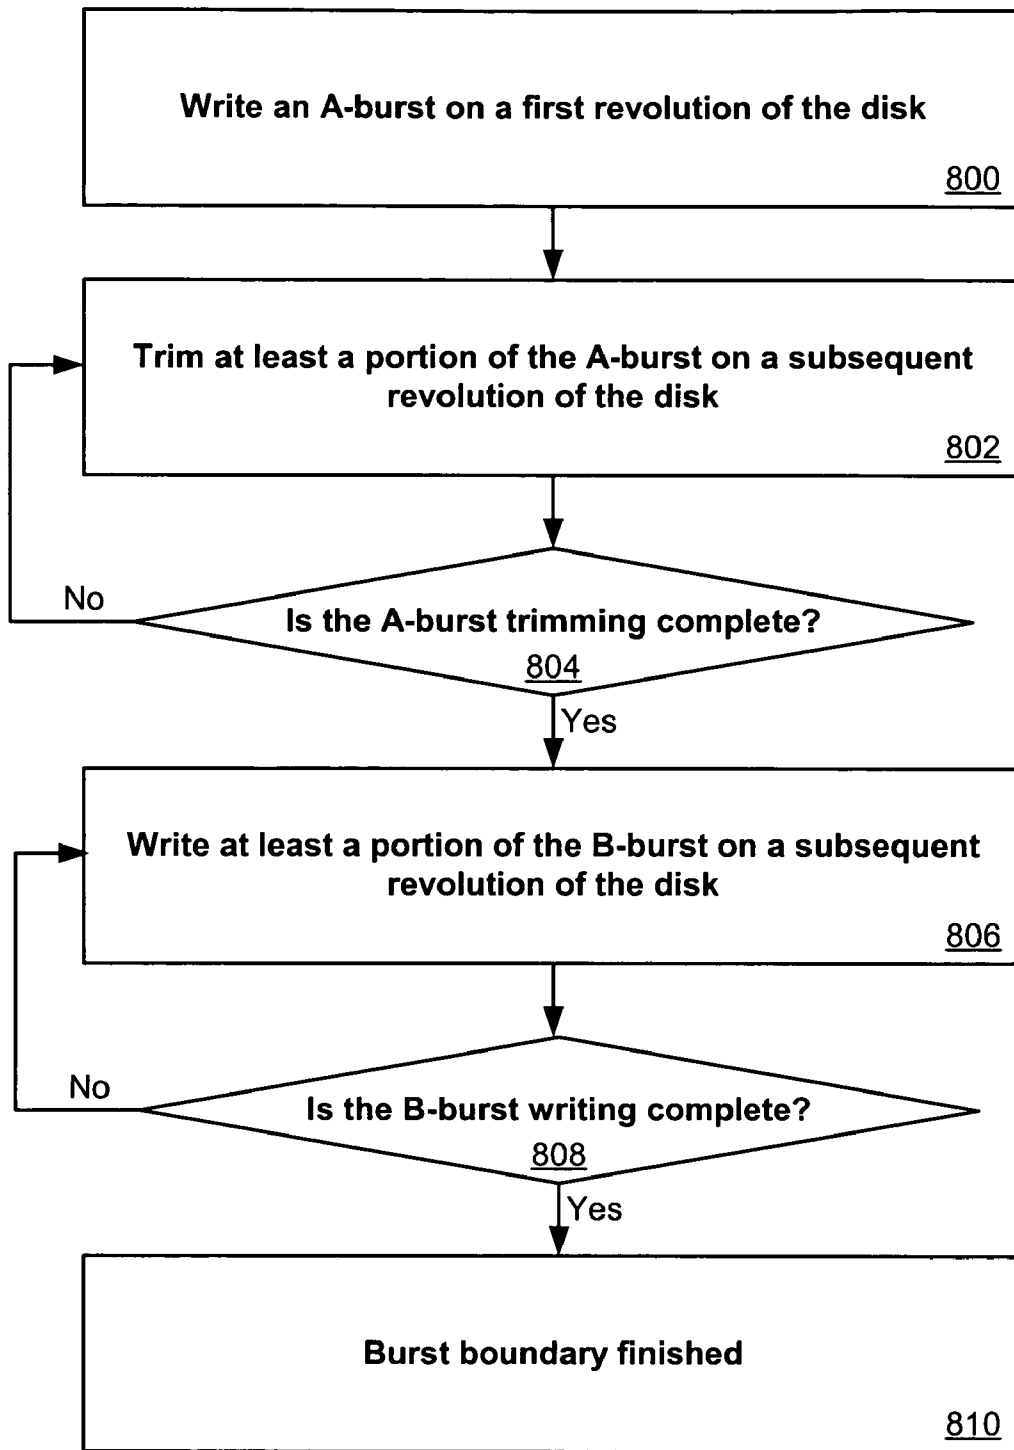 Write an A-burst on a first revolution of the disk
800
Trim at least a portion of the A-burst on a subsequent
revolution of the disk
802
No
Is the A-burst trimming complete?
804
Yes
Write at least a portion of the B-burst on a subsequent
revolution of the disk
806
No
Is the B-burst writing complete?
808
Yes
Burst boundary finished
810